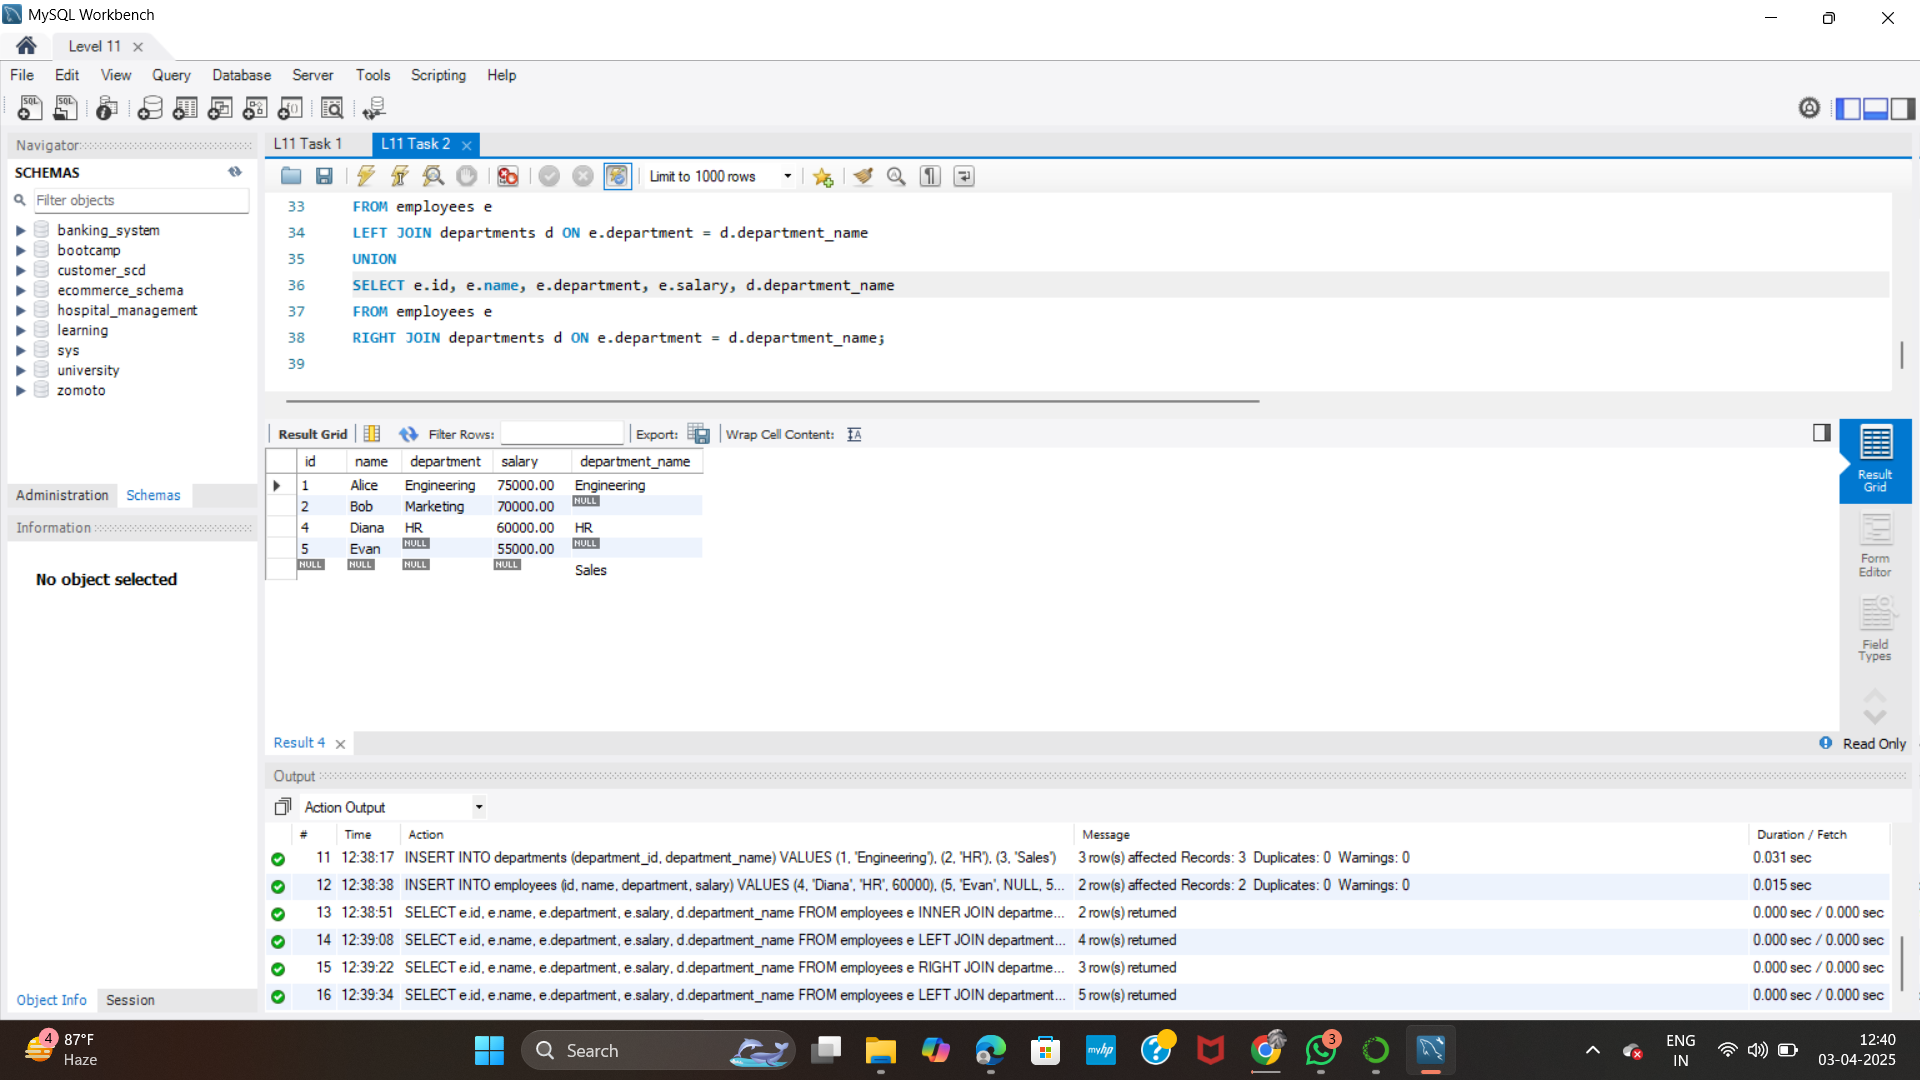 MySQL Workbench
Level 11
File Edit View Query Database Server Tools Scripting Help
Navigator
SCHEMAS
Filter objects
banking_system
bootcamp
customer_scd
ecommerce_schema
hospital_management
learning
sys
university
zomoto
Administration Schemas
Information
No object selected
Object Info Session
L11 Task 1 L11 Task 2
Limit to 1000 rows
33 FROM employees e
34 LEFT JOIN departments d ON e.department = d.department_name
35 UNION
36 SELECT e.id, e.name, e.department, e.salary, d.department_name
37 FROM employees e
38 RIGHT JOIN departments d ON e.department = d.department_name;
39
Result Grid Filter Rows: Export: Wrap Cell Content:
id name department salary department_name
1 Alice Engineering 75000.00 Engineering
2 Bob Marketing 70000.00 NULL
4 Diana HR 60000.00 HR
5 Evan NULL 55000.00 NULL
NULL NULL NULL NULL Sales
Result Grid
Form Editor
Field Types
Result 4
Read Only
Output
Action Output
# Time Action Message Duration / Fetch
11 12:38:17 INSERT INTO departments (department_id, department_name) VALUES (1, 'Engineering'), (2, 'HR'), (3, 'Sales') 3 row(s) affected Records: 3 Duplicates: 0 Warnings: 0 0.031 sec
12 12:38:38 INSERT INTO employees (id, name, department, salary) VALUES (4, 'Diana', 'HR', 60000), (5, 'Evan', NULL, 5... 2 row(s) affected Records: 2 Duplicates: 0 Warnings: 0 0.015 sec
13 12:38:51 SELECT e.id, e.name, e.department, e.salary, d.department_name FROM employees e INNER JOIN departme... 2 row(s) returned 0.000 sec / 0.000 sec
14 12:39:08 SELECT e.id, e.name, e.department, e.salary, d.department_name FROM employees e LEFT JOIN department... 4 row(s) returned 0.000 sec / 0.000 sec
15 12:39:22 SELECT e.id, e.name, e.department, e.salary, d.department_name FROM employees e RIGHT JOIN departme... 3 row(s) returned 0.000 sec / 0.000 sec
16 12:39:34 SELECT e.id, e.name, e.department, e.salary, d.department_name FROM employees e LEFT JOIN department... 5 row(s) returned 0.000 sec / 0.000 sec
4
87°F
Haze
Search
myhp
3
ENG
IN
12:40
03-04-2025